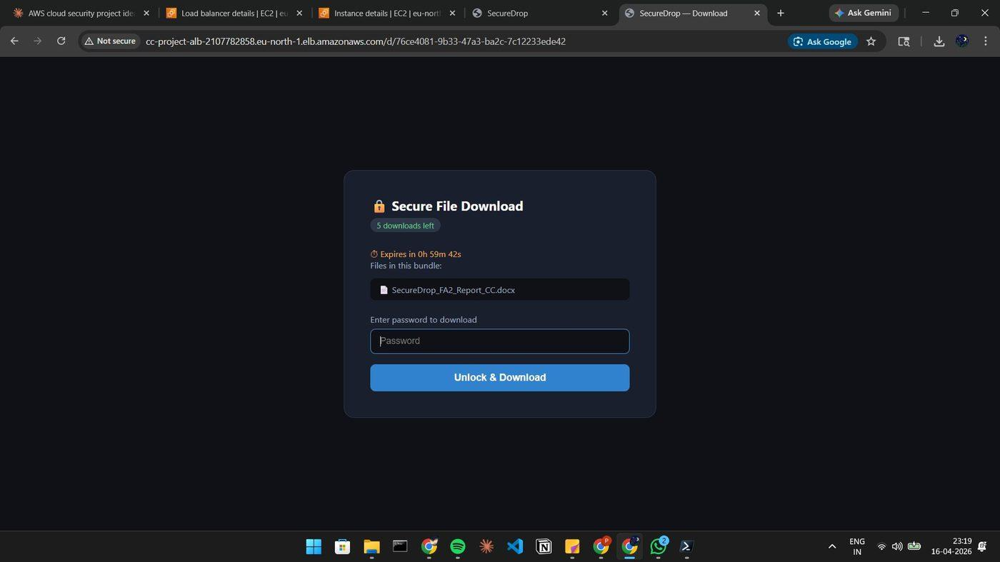 AWS cloud security project ide
Load balancer details | EC2 | eu
Instance details | EC2 | eu-nort
SecureDrop
SecureDrop — Download
Ask Gemini
Not secure
cc-project-alb-2107782858.eu-north-1.elb.amazonaws.com/d/76ce4081-9b33-47a3-ba2c-7c12233ede42
Ask Google
Secure File Download
5 downloads left
Expires in 0h 59m 42s
Files in this bundle:
SecureDrop_FA2_Report_CC.docx
Enter password to download
Password
Unlock & Download
P
2
ENG
IN
23:19
16-04-2026